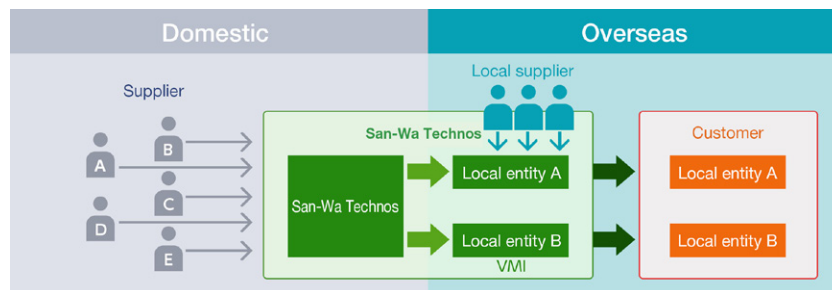 Domestic
Overseas
Supplier
Local supplier
A
B
C
D
E
San-Wa Technos
San-Wa Technos
Local entity A
Local entity B
VMI
Customer
Local entity A
Local entity B